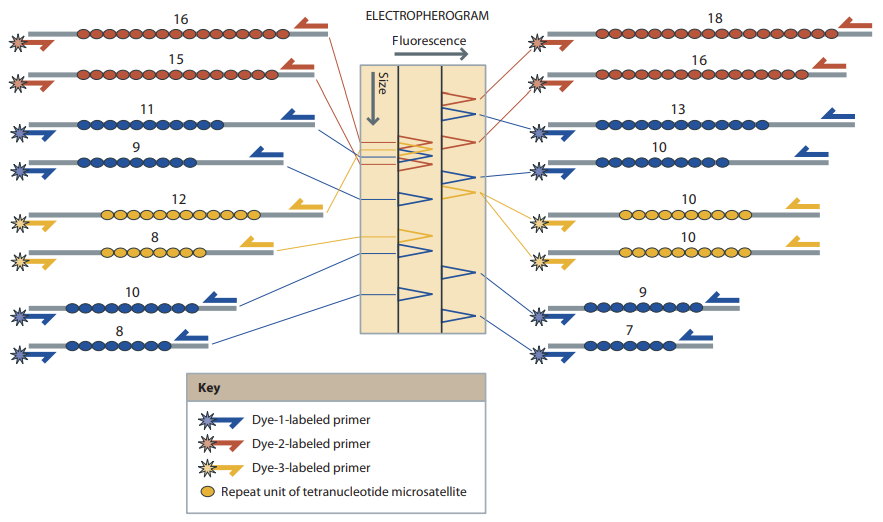 ELECTROPHEROGRAM
Fluorescence
Size
16
15
11
9
12
8
10
8
18
16
13
10
10
10
9
7
Key
Dye-1-labeled primer
Dye-2-labeled primer
Dye-3-labeled primer
Repeat unit of tetranucleotide microsatellite